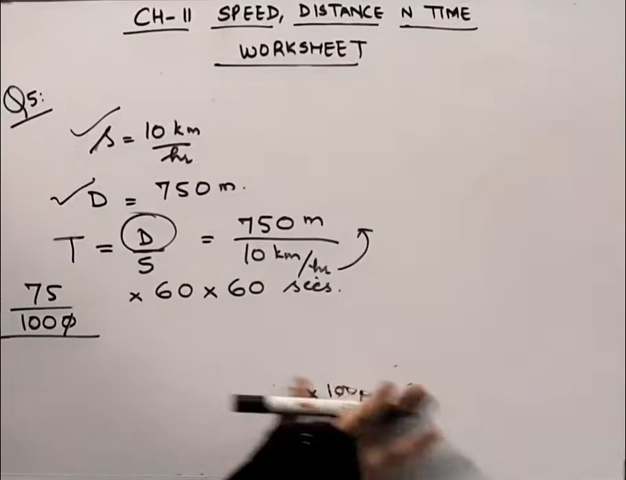 CH-11 SPEED, DISTANCE N TIME
WORKSHEET
Q5:
✓ s = 10 km/hr
✓ D = 750 m.
T = D/S = 750 m / 10 km/hr
75/1000 × 60 × 60 secs.
× 100